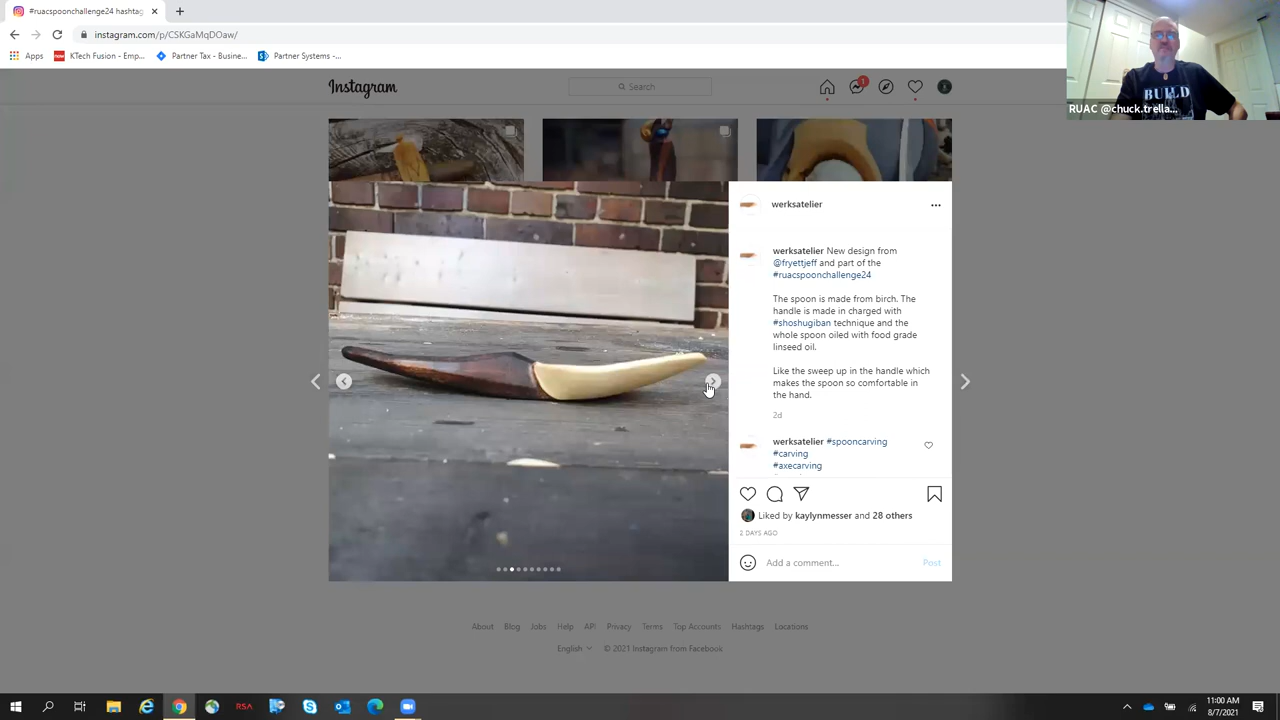 #ruacspoonchallenge24 hashtag
instagram.com/p/CSKGaMqDOaw/
Apps
KTech Fusion - Emp...
Partner Tax - Busine...
Partner Systems -...
Instagram
Search
1
BUILD
RUAC @chuck.trella...
werksatelier
werksatelier New design from
@fryettjeff and part of the
#ruacspoonchallenge24
The spoon is made from birch. The
handle is made in charged with
#shoshugiban technique and the
whole spoon oiled with food grade
linseed oil.
Like the sweep up in the handle which
makes the spoon so comfortable in
the hand.
2d
werksatelier #spooncarving
#carving
#axecarving
Liked by kaylynmesser and 28 others
2 DAYS AGO
Add a comment...
Post
About Blog Jobs Help API Privacy Terms Top Accounts Hashtags Locations
English © 2021 Instagram from Facebook
RSA
11:00 AM
8/7/2021